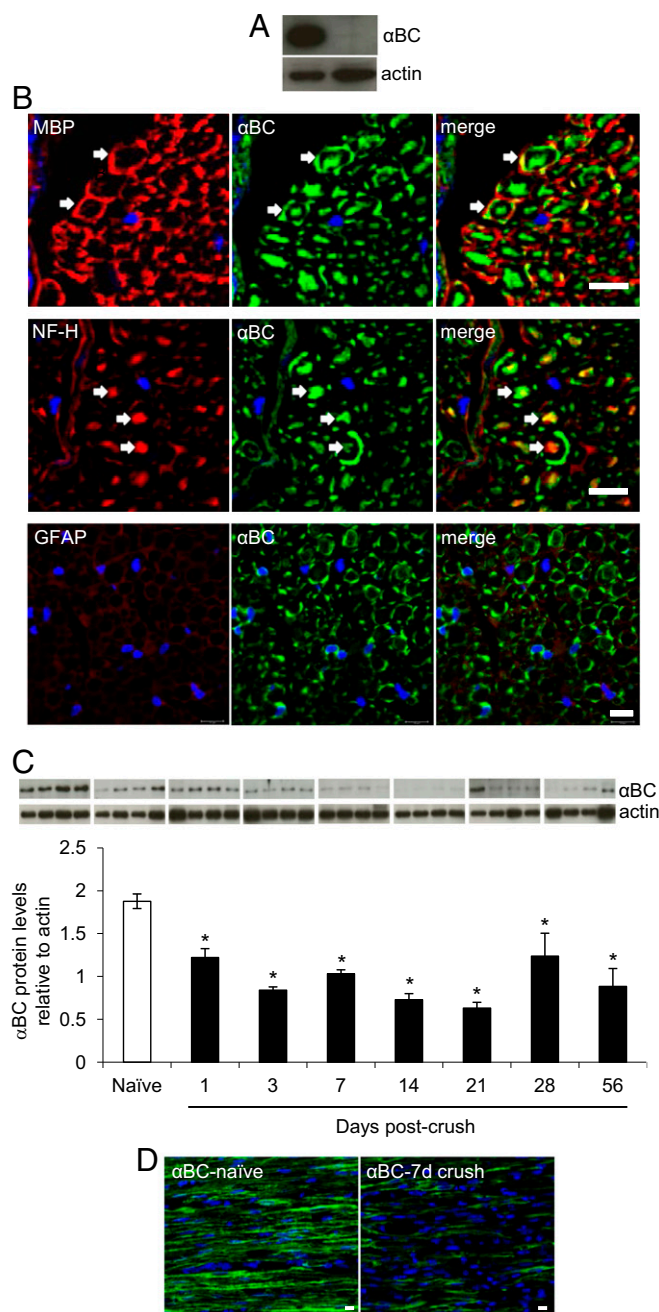 A
αBC
actin
B
MBP
αBC
merge
NF-H
αBC
merge
GFAP
αBC
merge
C
αBC
actin
αBC protein levels
relative to actin
2.5
2
1.5
1
0.5
0
*
*
*
*
*
*
*
Naïve
1
3
7
14
21
28
56
Days post-crush
D
αBC-naïve
αBC-7d crush